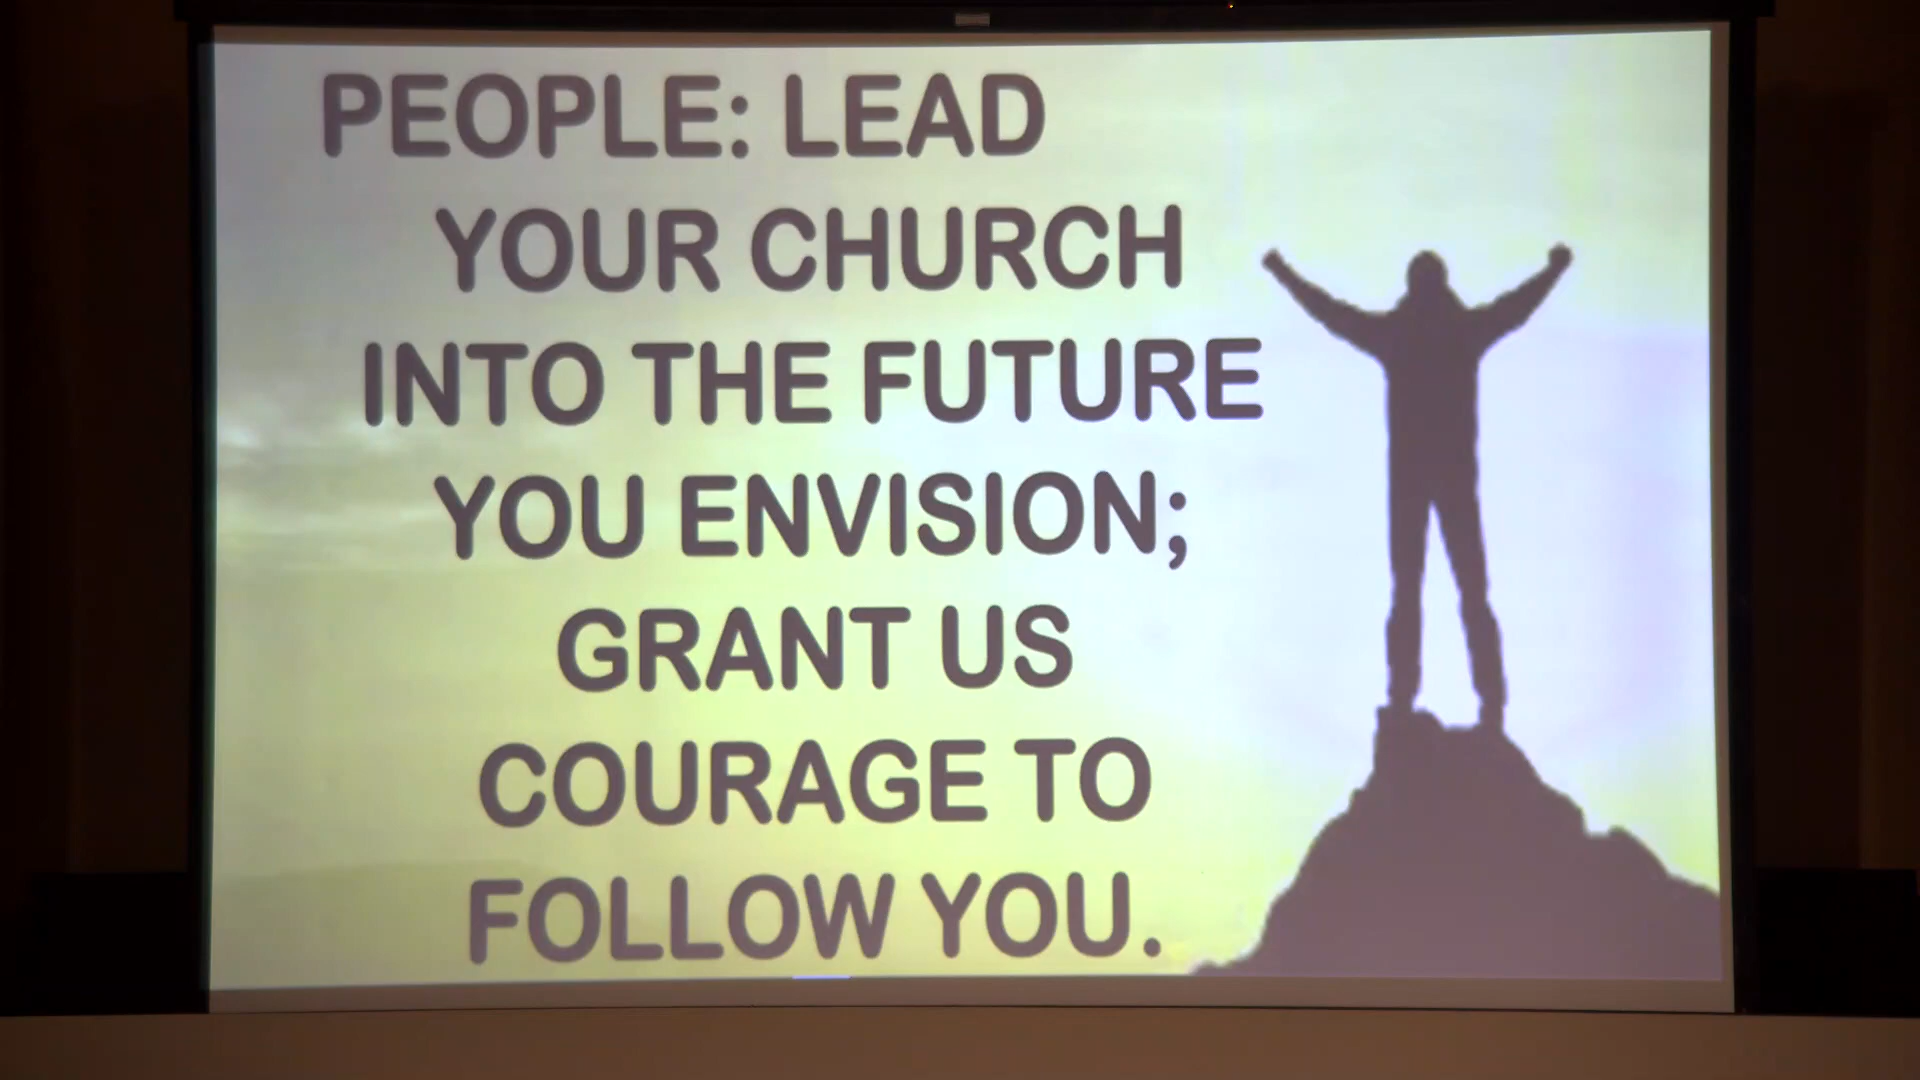 PEOPLE: LEAD
YOUR CHURCH
INTO THE FUTURE
YOU ENVISION;
GRANT US
COURAGE TO
FOLLOW YOU.